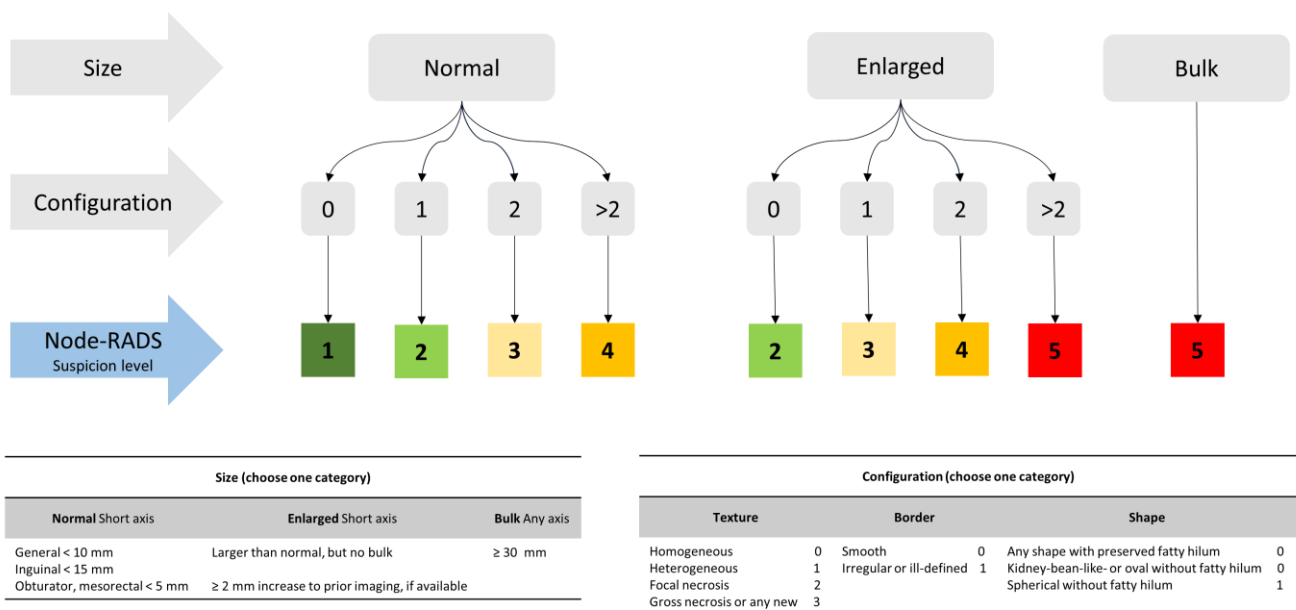 Size
Normal
Enlarged
Bulk
Configuration
0
1
2
>2
0
1
2
>2
Node-RADS
Suspicion level
1
2
3
4
2
3
4
5
5
Size (choose one category)
Normal Short axis Enlarged Short axis Bulk Any axis
General < 10 mm Larger than normal, but no bulk ≥ 30 mm
Inguinal < 15 mm
Obturator, mesorectal < 5 mm ≥ 2 mm increase to prior imaging, if available
Configuration (choose one category)
Texture Border Shape
Homogeneous 0 Smooth 0 Any shape with preserved fatty hilum 0
Heterogeneous 1 Irregular or ill-defined 1 Kidney-bean-like- or oval without fatty hilum 0
Focal necrosis 2 Spherical without fatty hilum 1
Gross necrosis or any new 3